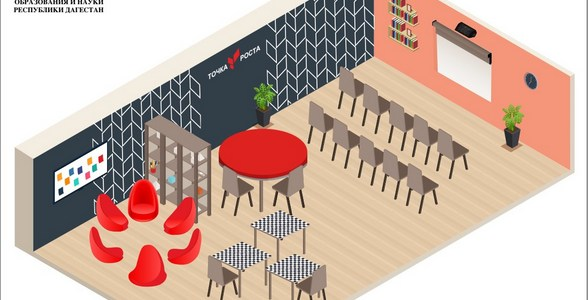 ОБРАЗОВАНИЯ И НАУКИ
РЕСПУБЛИКИ ДАГЕСТАН
ТОЧКА РОСТА